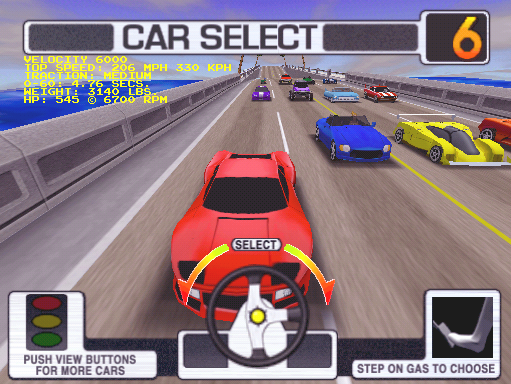 CAR SELECT
6
VELOCITY 6000
TOP SPEED: 206 MPH 330 KPH
TRACTION: MEDIUM
0-60: 4.76 SECS
WEIGHT: 3140 LBS.
HP: 545 @ 6700 RPM
SELECT
PUSH VIEW BUTTONS
FOR MORE CARS
STEP ON GAS TO CHOOSE